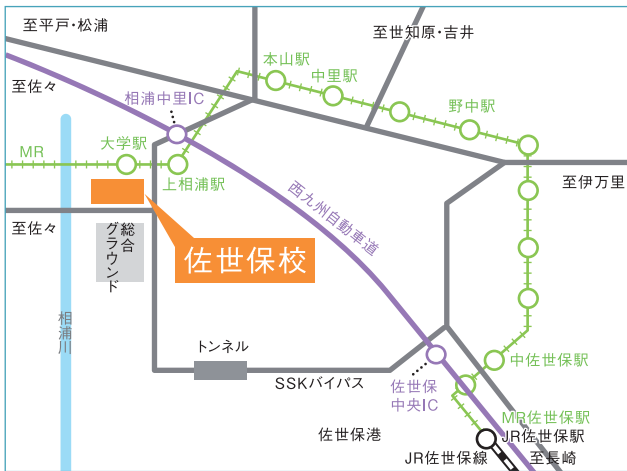 至平戸・松浦
至世知原・吉井
本山駅
中里駅
至佐々
相浦中里IC
野中駅
大学駅
MR
上相浦駅
至伊万里
西九州自動車道
至佐々
総合
グラウンド
佐世保校
相浦川
トンネル
中佐世保駅
SSKバイパス
佐世保
中央IC
MR佐世保駅
佐世保港
JR佐世保駅
JR佐世保線
至長崎